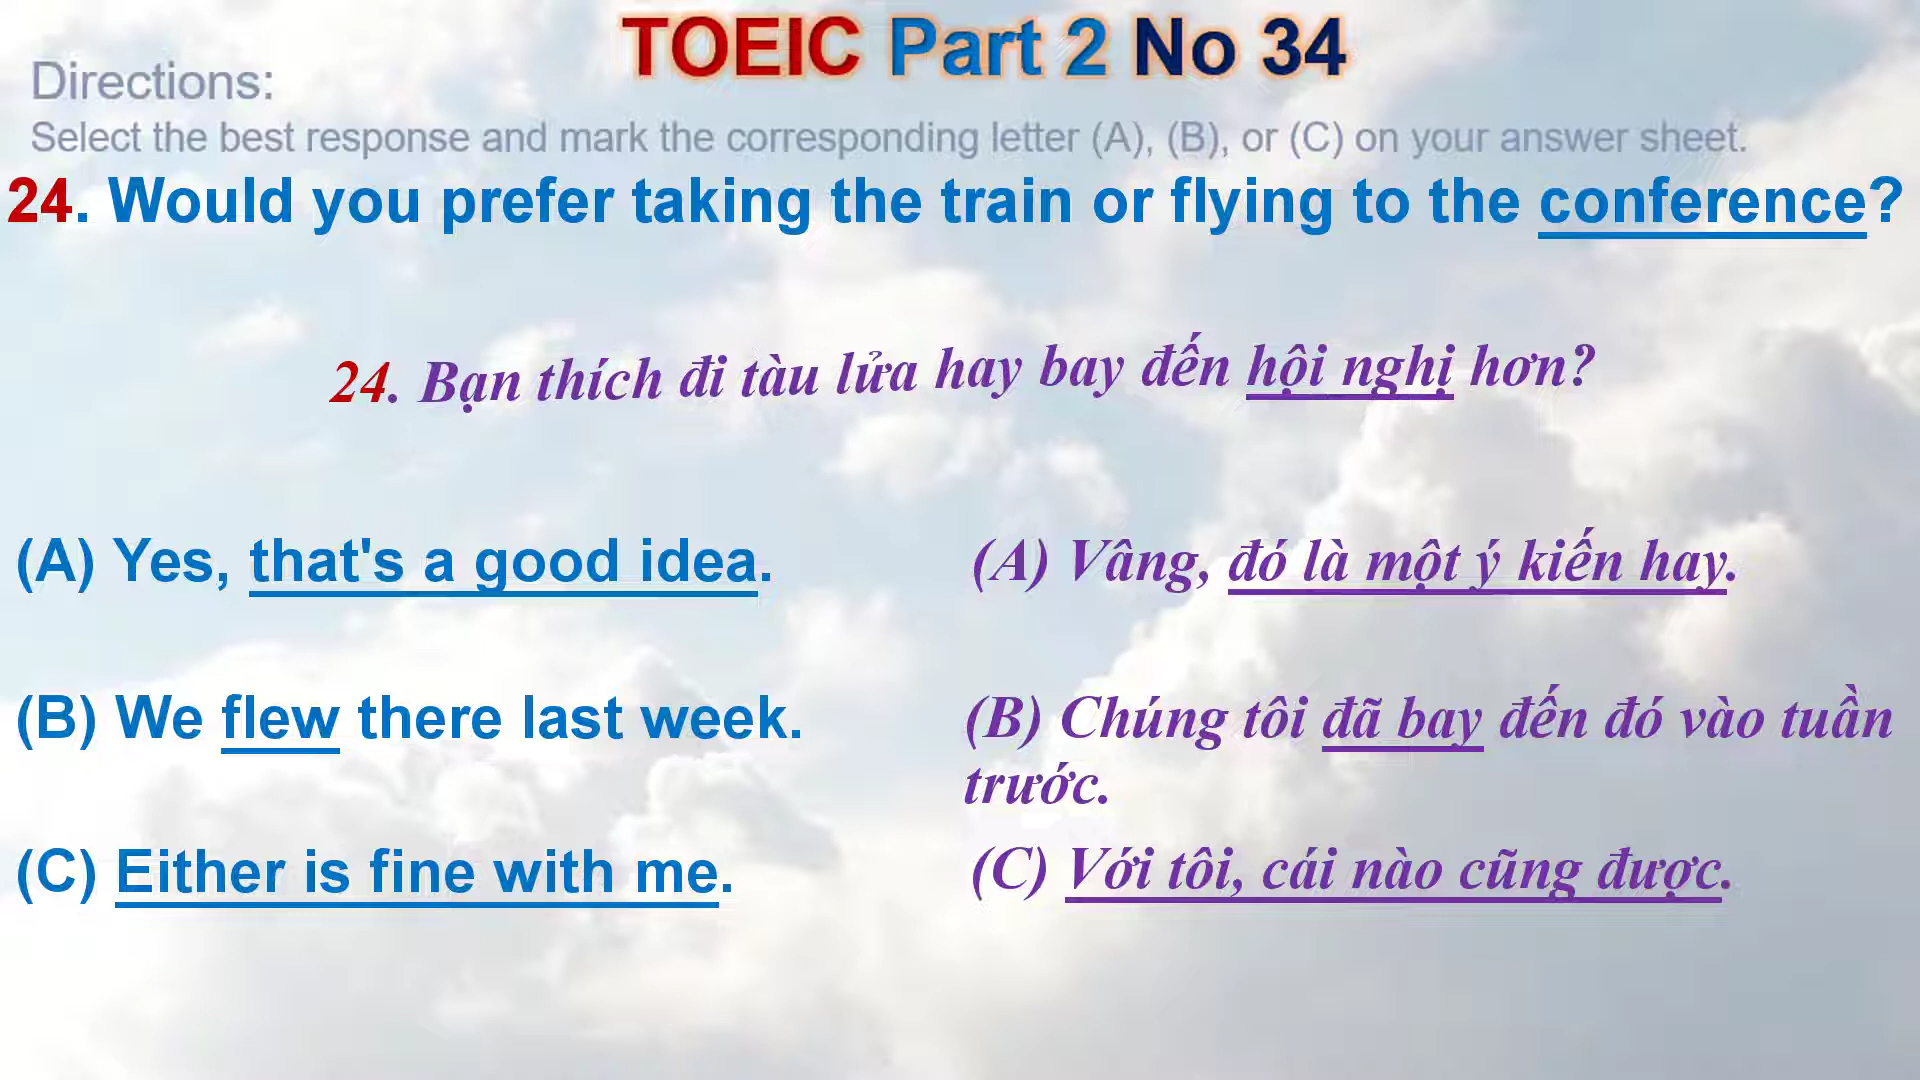 TOEIC Part 2 No 34
Directions:
Select the best response and mark the corresponding letter (A), (B), or (C) on your answer sheet.
24. Would you prefer taking the train or flying to the conference?
24. Bạn thích đi tàu lửa hay bay đến hội nghị hơn?
(A) Yes, that's a good idea.
(A) Vâng, đó là một ý kiến hay.
(B) We flew there last week.
(B) Chúng tôi đã bay đến đó vào tuần
trước.
(C) Either is fine with me.
(C) Với tôi, cái nào cũng được.